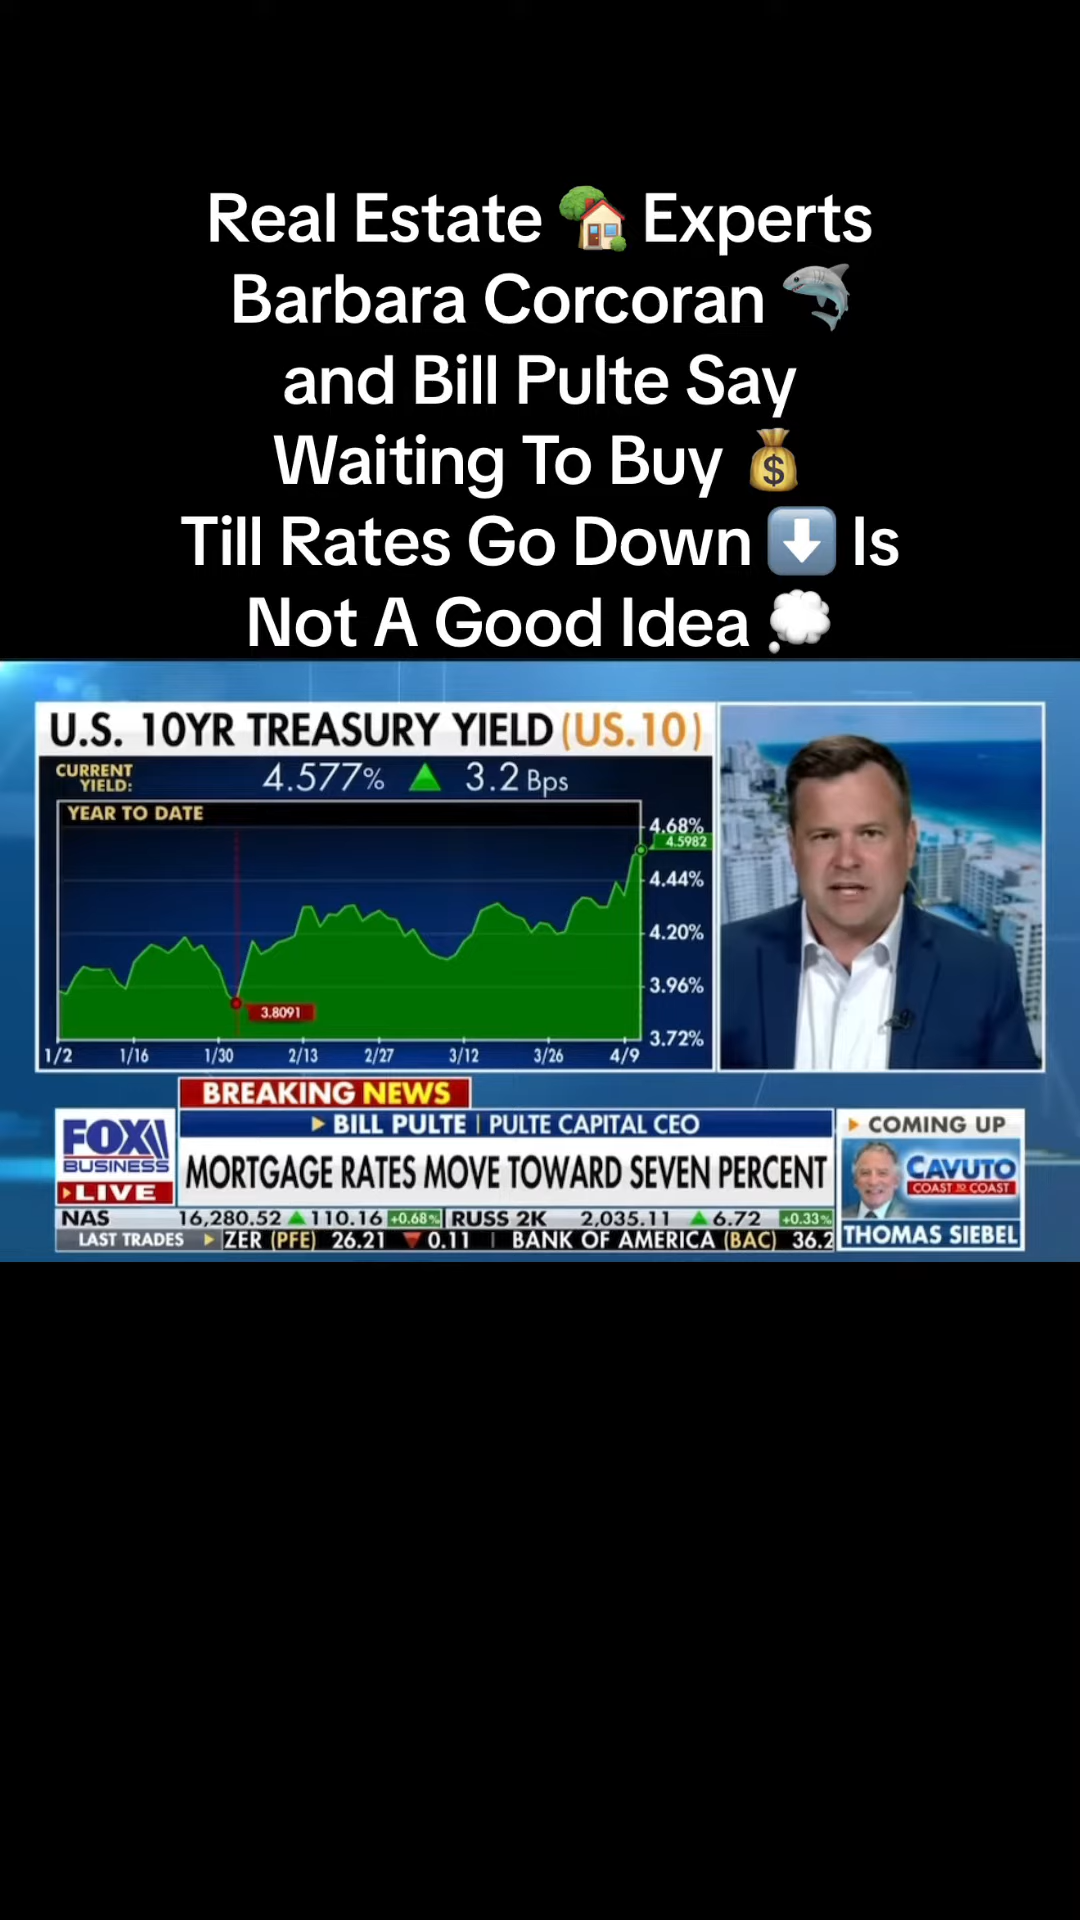 Real Estate 🏡 Experts
Barbara Corcoran 🦈
and Bill Pulte Say
Waiting To Buy 💰
Till Rates Go Down ⬇️ Is
Not A Good Idea 💭
U.S. 10YR TREASURY YIELD (US.10)
CURRENT YIELD: 4.577% ▲ 3.2 Bps
YEAR TO DATE
4.68%
4.5982
4.44%
4.20%
3.96%
3.8091
3.72%
1/2 1/16 1/30 2/13 2/27 3/12 3/26 4/9
BREAKING NEWS
▶ BILL PULTE | PULTE CAPITAL CEO
MORTGAGE RATES MOVE TOWARD SEVEN PERCENT
FOX
BUSINESS
▶LIVE
▶ COMING UP
CAVUTO
COAST TO COAST
THOMAS SIEBEL
NAS 16,280.52 ▲ 110.16 +0.68% RUSS 2K 2,035.11 ▲ 6.72 +0.33%
LAST TRADES ▶ ZER (PFE) 26.21 ▼ 0.11 | BANK OF AMERICA (BAC) 36.2